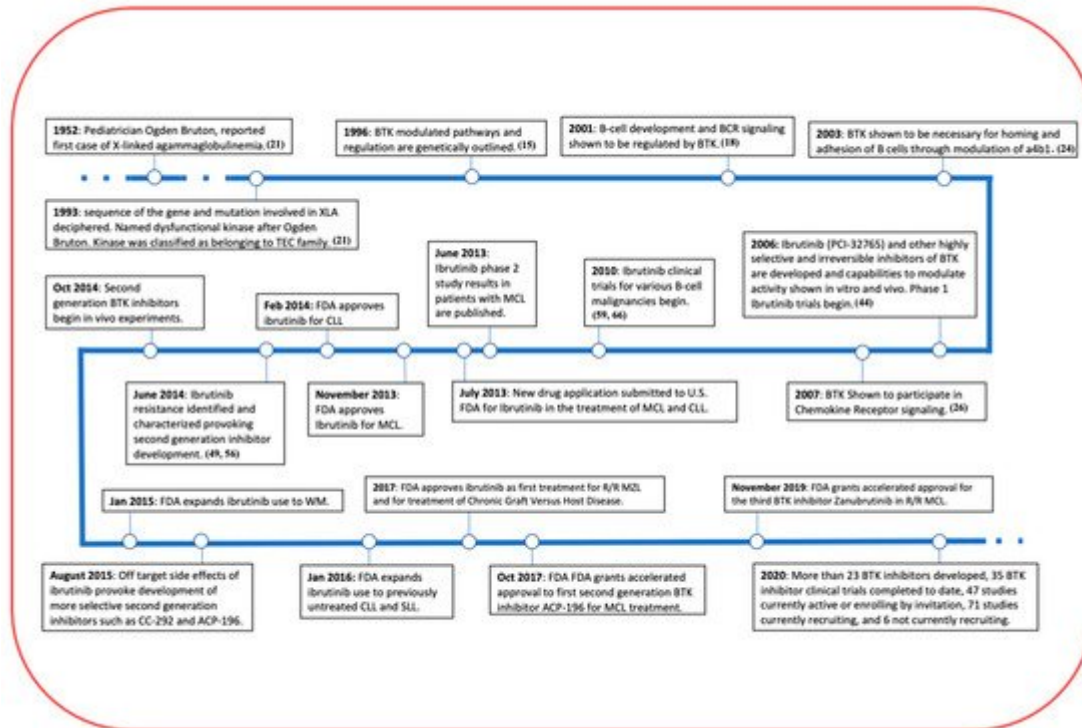 1952: Pediatrician Ogden Bruton, reported
first case of X-linked agammaglobulinemia. (21)
1996: BTK modulated pathways and
regulation are genetically outlined. (15)
2001: B-cell development and BCR signaling
shown to be regulated by BTK. (18)
2003: BTK shown to be necessary for homing and
adhesion of B cells through modulation of a4b1. (24)
1993: sequence of the gene and mutation involved in XLA
deciphered. Named dysfunctional kinase after Ogden
Bruton. Kinase was classified as belonging to TEC family. (21)
2006: Ibrutinib (PCI-32765) and other highly
selective and irreversible inhibitors of BTK
are developed and capabilities to modulate
activity shown in vitro and vivo. Phase 1
Ibrutinib trials begin. (44)
2010: Ibrutinib clinical
trials for various B-cell
malignancies begin.
(59, 66)
June 2013:
Ibrutinib phase 2
study results in
patients with MCL
are published.
Feb 2014: FDA approves
ibrutinib for CLL
Oct 2014: Second
generation BTK inhibitors
begin in vivo experiments.
2007: BTK Shown to participate in
Chemokine Receptor signaling. (26)
July 2013: New drug application submitted to U.S.
FDA for Ibrutinib in the treatment of MCL and CLL.
November 2013:
FDA approves
Ibrutinib for MCL.
June 2014: Ibrutinib
resistance identified and
characterized provoking
second generation inhibitor
development. (49, 56)
Jan 2015: FDA expands ibrutinib use to WM.
2017: FDA approves ibrutinib as first treatment for R/R MZL
and for treatment of Chronic Graft Versus Host Disease.
November 2019: FDA grants accelerated approval for
the third BTK inhibitor Zanubrutinib in R/R MCL.
August 2015: Off target side effects of
ibrutinib provoke development of
more selective second generation
inhibitors such as CC-292 and ACP-196.
Jan 2016: FDA expands
ibrutinib use to previously
untreated CLL and SLL.
Oct 2017: FDA FDA grants accelerated
approval to first second generation BTK
inhibitor ACP-196 for MCL treatment.
2020: More than 23 BTK inhibitors developed, 35 BTK
inhibitor clinical trials completed to date, 47 studies
currently active or enrolling by invitation, 71 studies
currently recruiting, and 6 not currently recruiting.